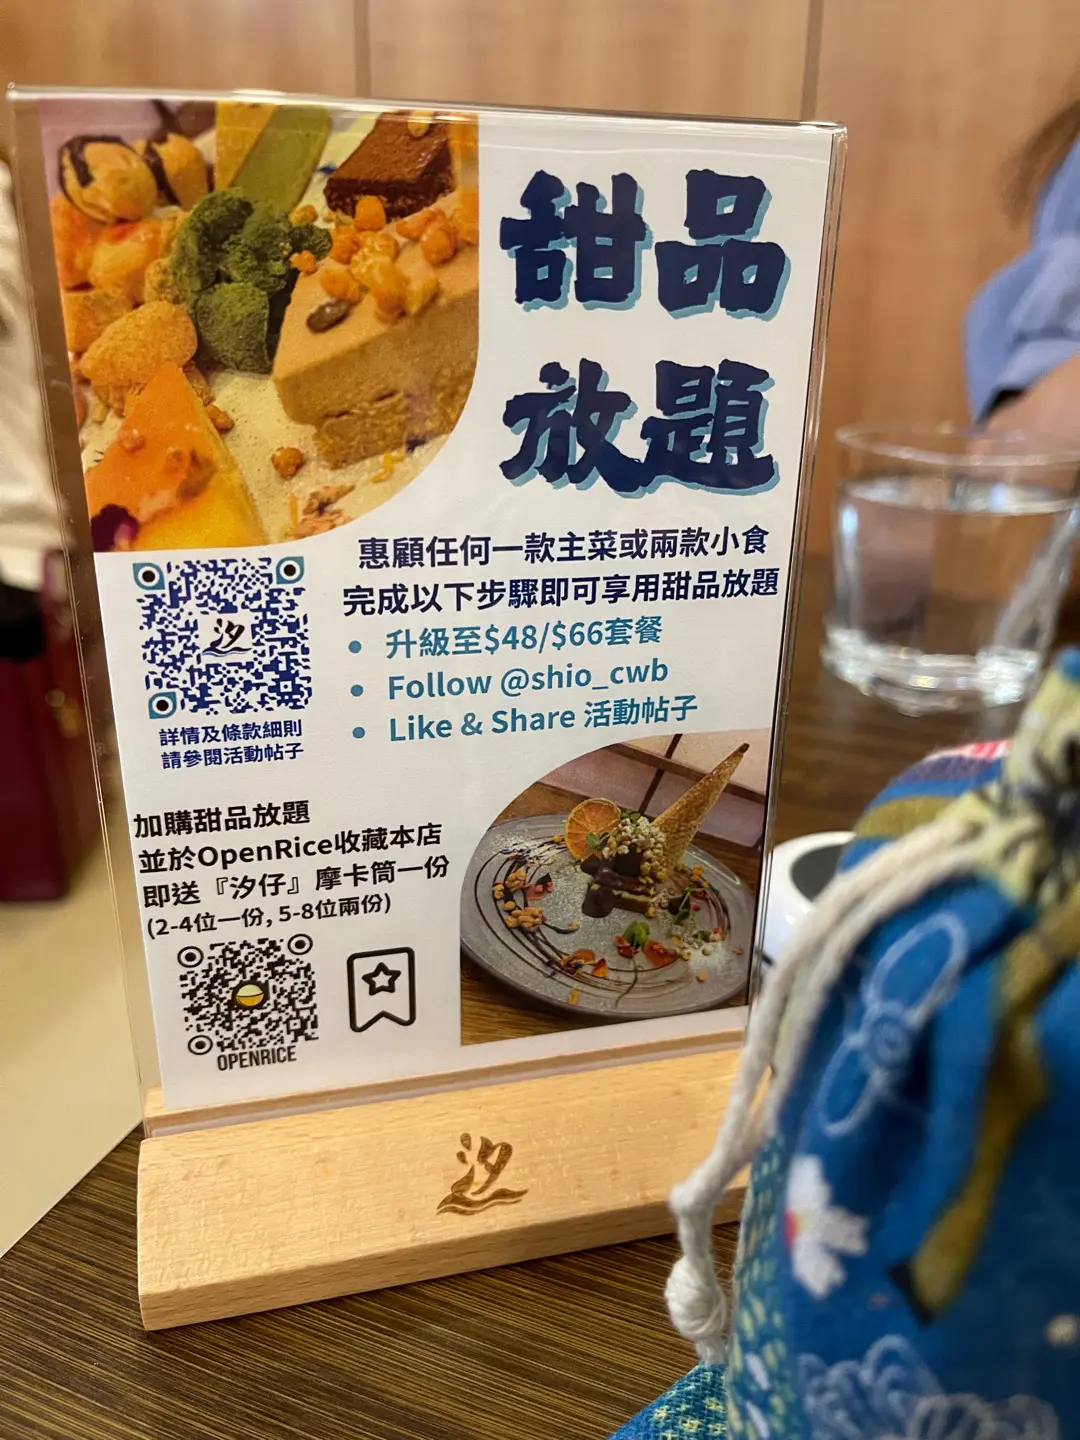 甜品
放題
惠顧任何一款主菜或兩款小食
完成以下步驟即可享用甜品放題
• 升級至$48/$66套餐
• Follow @shio_cwb
• Like & Share 活動帖子
汐
詳情及條款細則
請參閱活動帖子
加購甜品放題
並於OpenRice收藏本店
即送『汐仔』摩卡筒一份
(2-4位一份, 5-8位兩份)
OPENRICE
汐